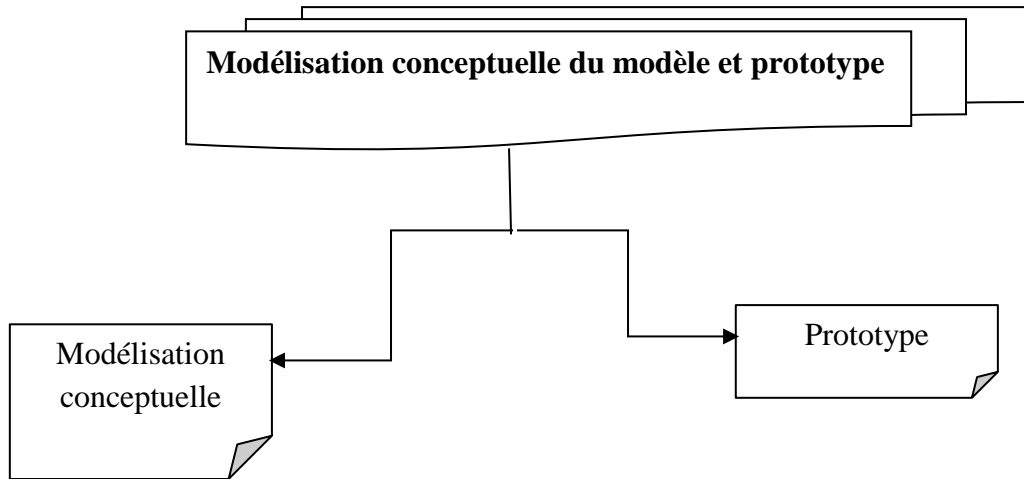 Modélisation conceptuelle du modèle et prototype
Modélisation
conceptuelle
Prototype